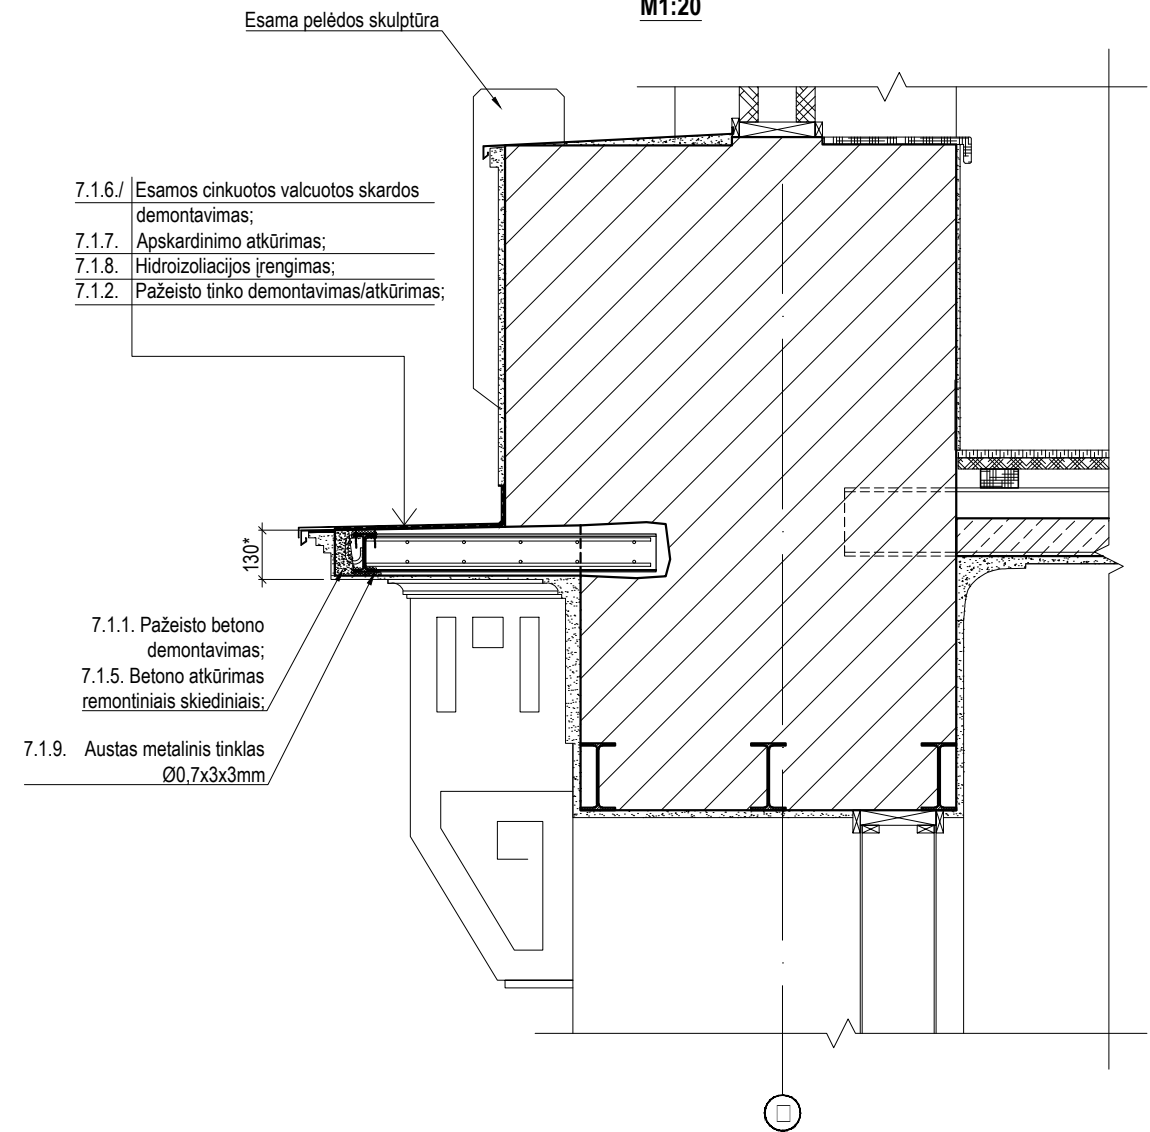 M1:20
Esama pelėdos skulptūra
7.1.6./ Esamos cinkuotos valcuotos skardos
demontavimas;
7.1.7. Apskardinimo atkūrimas;
7.1.8. Hidroizoliacijos įrengimas;
7.1.2. Pažeisto tinko demontavimas/atkūrimas;
130*
7.1.1. Pažeisto betono
demontavimas;
7.1.5. Betono atkūrimas
remontiniais skiediniais;
7.1.9. Austas metalinis tinklas
Ø0,7x3x3mm